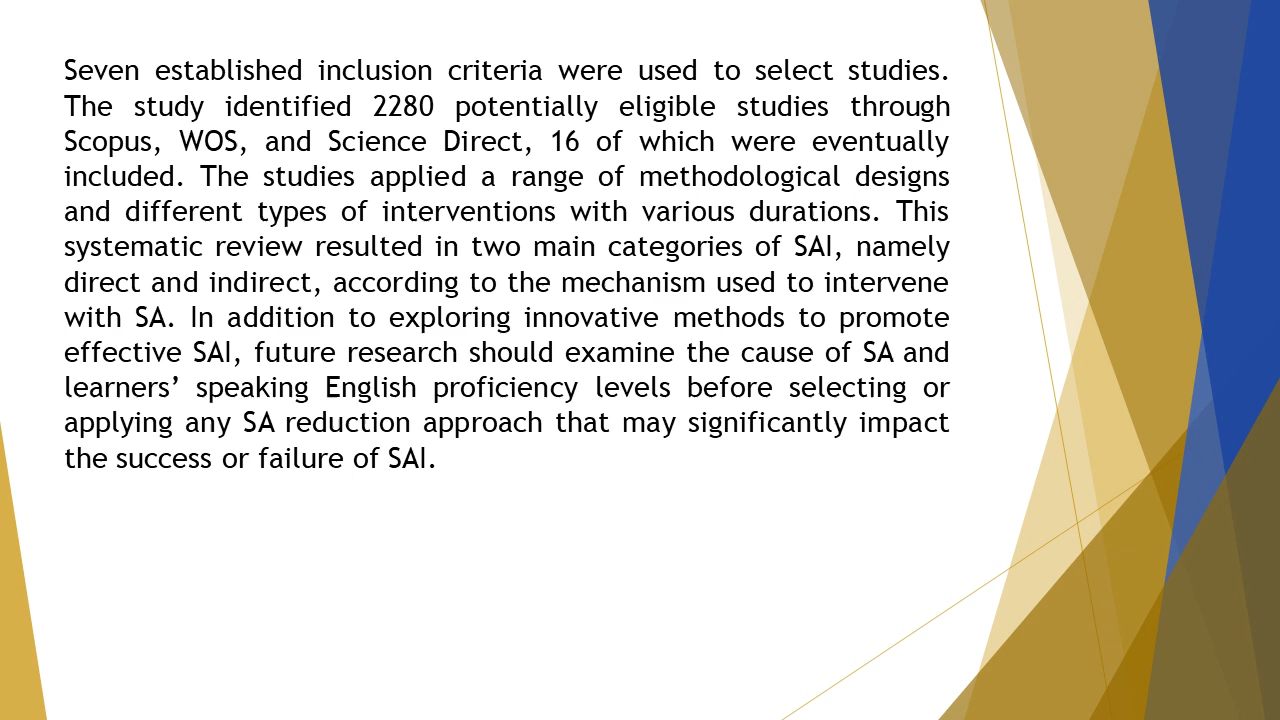 Seven established inclusion criteria were used to select studies.
The study identified 2280 potentially eligible studies through
Scopus, WOS, and Science Direct, 16 of which were eventually
included. The studies applied a range of methodological designs
and different types of interventions with various durations. This
systematic review resulted in two main categories of SAI, namely
direct and indirect, according to the mechanism used to intervene
with SA. In addition to exploring innovative methods to promote
effective SAI, future research should examine the cause of SA and
learners’ speaking English proficiency levels before selecting or
applying any SA reduction approach that may significantly impact
the success or failure of SAI.